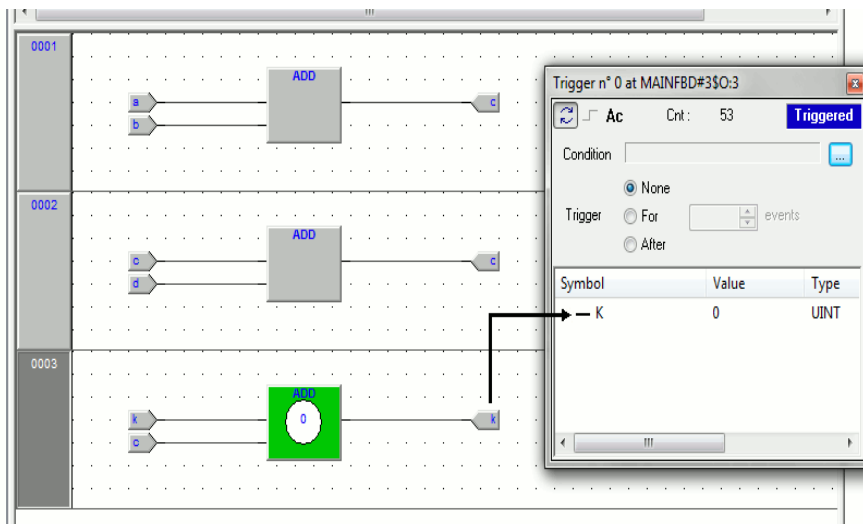 0001
ADD
a
b
c
0002
ADD
c
d
c
0003
ADD
0
k
c
k
Trigger n° 0 at MAINFBD#3$O:3
Ac Cnt: 53 Triggered
Condition ...
None
Trigger For events
After
Symbol Value Type
K 0 UINT